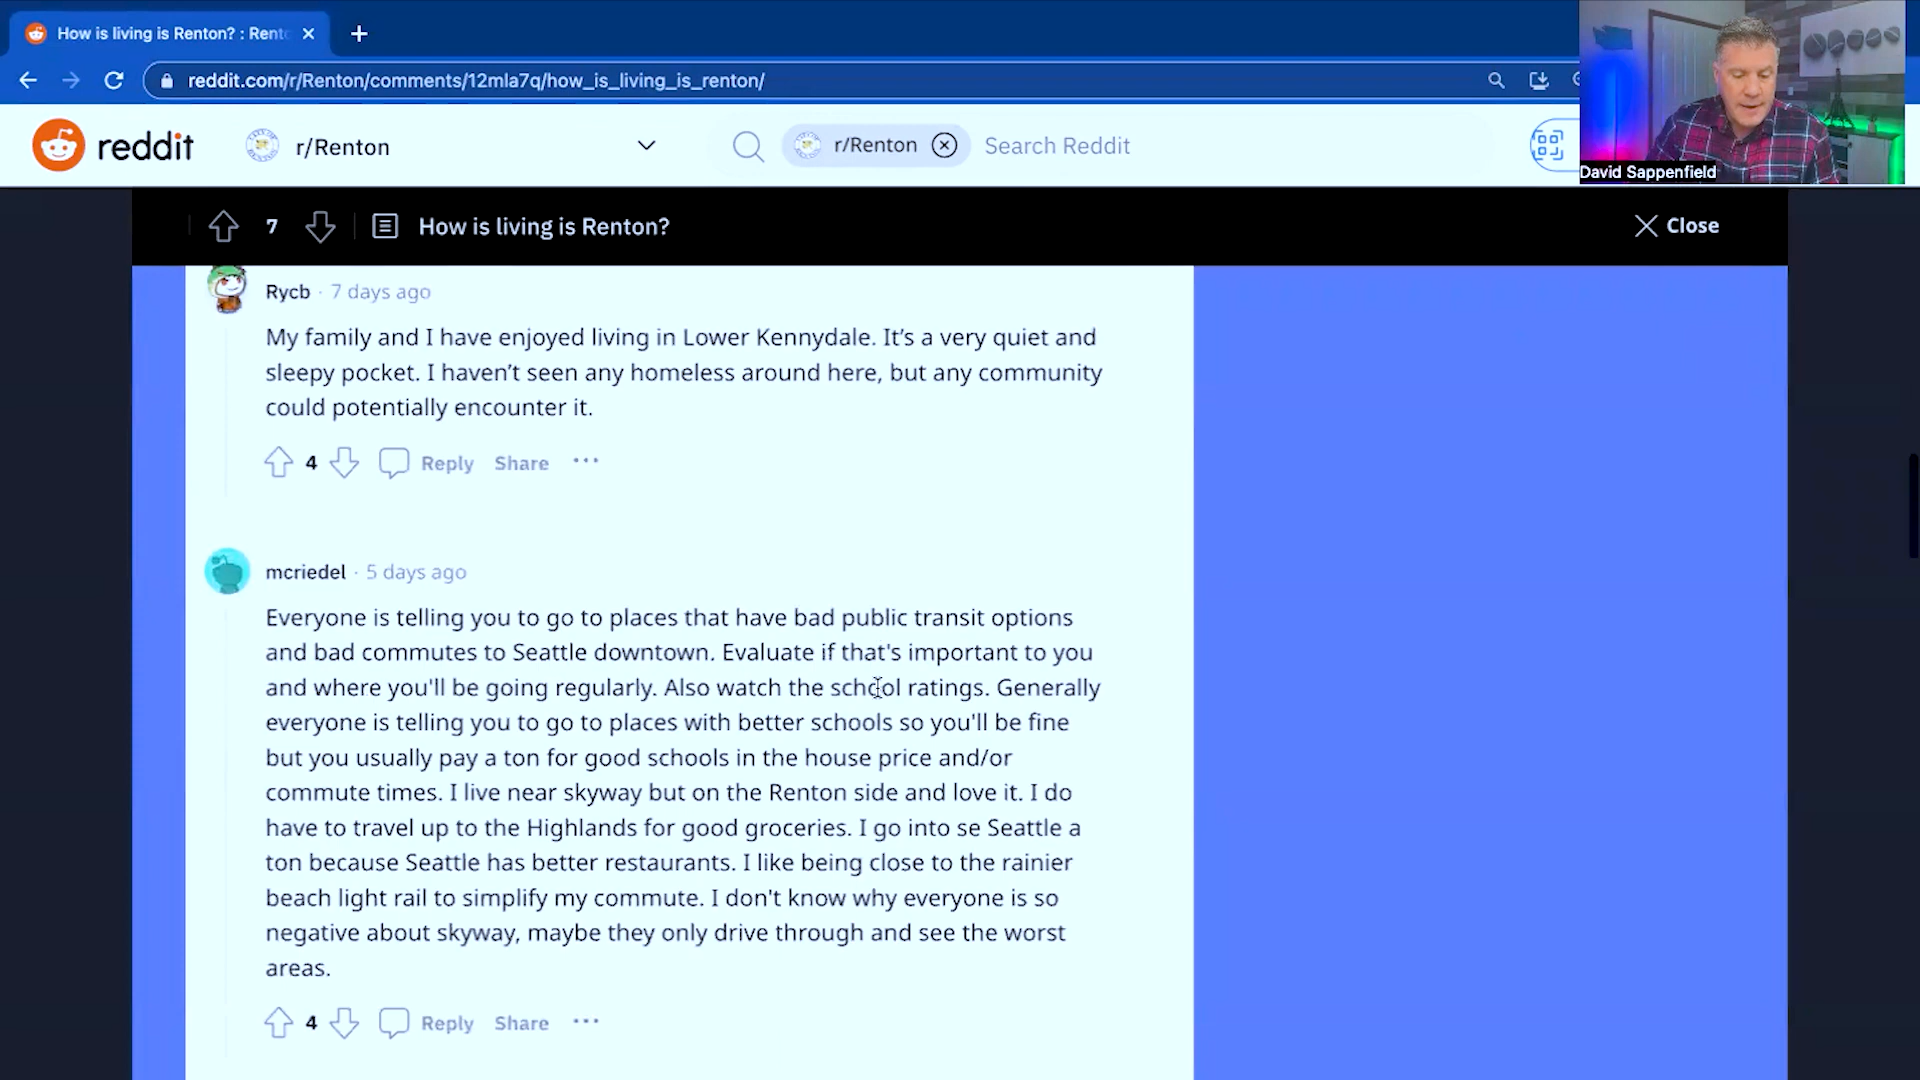 How is living is Renton? : Rent
reddit.com/r/Renton/comments/12mla7q/how_is_living_is_renton/
reddit
r/Renton
r/Renton
Search Reddit
David Sappenfield
7
How is living is Renton?
Close
Rycb · 7 days ago
My family and I have enjoyed living in Lower Kennydale. It’s a very quiet and
sleepy pocket. I haven’t seen any homeless around here, but any community
could potentially encounter it.
4
Reply
Share
mcriedel · 5 days ago
Everyone is telling you to go to places that have bad public transit options
and bad commutes to Seattle downtown. Evaluate if that's important to you
and where you'll be going regularly. Also watch the school ratings. Generally
everyone is telling you to go to places with better schools so you'll be fine
but you usually pay a ton for good schools in the house price and/or
commute times. I live near skyway but on the Renton side and love it. I do
have to travel up to the Highlands for good groceries. I go into se Seattle a
ton because Seattle has better restaurants. I like being close to the rainier
beach light rail to simplify my commute. I don't know why everyone is so
negative about skyway, maybe they only drive through and see the worst
areas.
4
Reply
Share